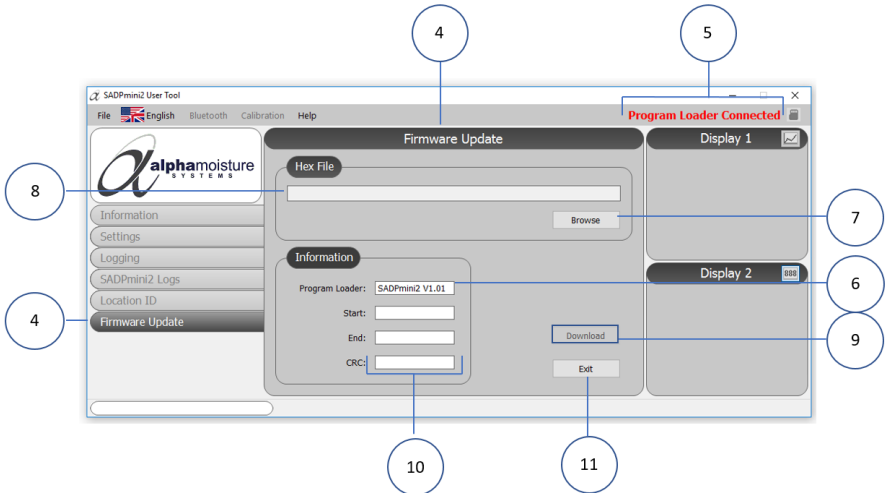 4
5
SADPmini2 User Tool
File English Bluetooth Calibration Help
Program Loader Connected
alphamoisture
SYSTEMS
Firmware Update
Display 1
Hex File
8
Browse
7
Information
Settings
Logging
SADPmini2 Logs
Location ID
Firmware Update
4
Information
Program Loader: SADPmini2 V1.01
Start:
End:
CRC:
Download
Exit
Display 2
888
6
9
10
11